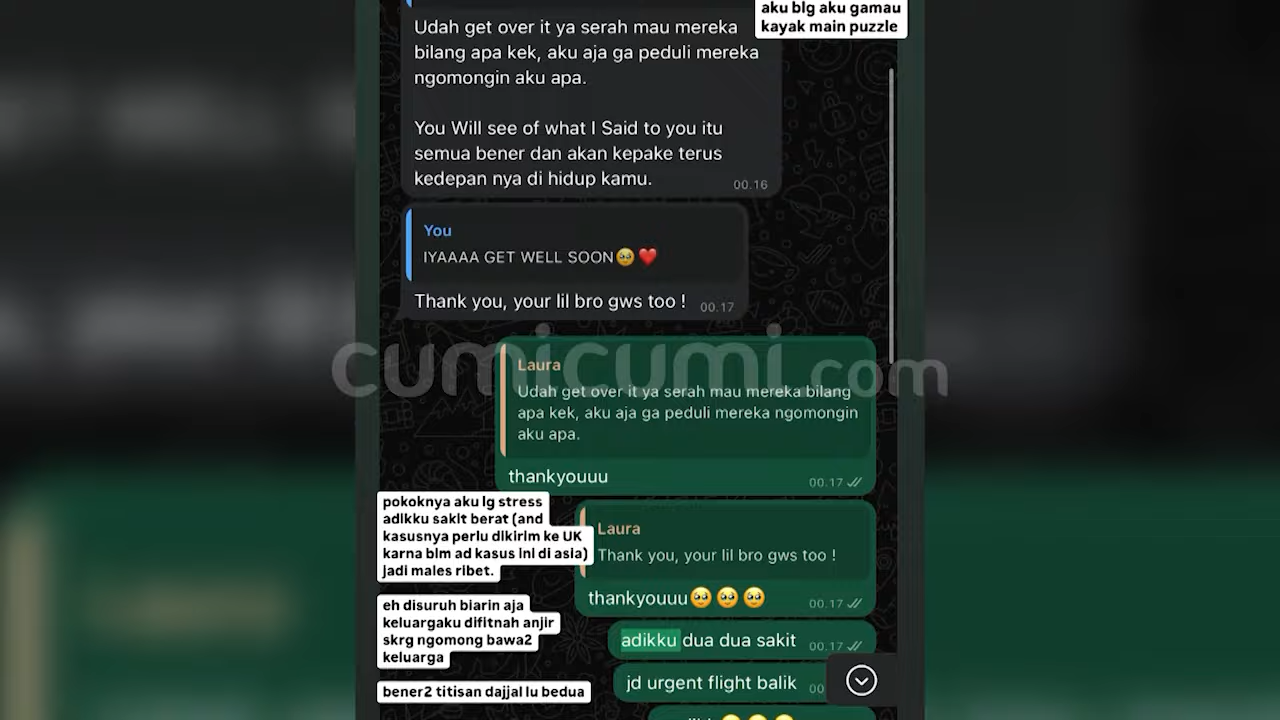 aku blg aku gamau
kayak main puzzle
Udah get over it ya serah mau mereka
bilang apa kek, aku aja ga peduli mereka
ngomongin aku apa.
You Will see of what I Said to you itu
semua bener dan akan kepake terus
kedepan nya di hidup kamu.
00.16
You
IYAAAA GET WELL SOON🥹❤️
Thank you, your lil bro gws too !
00.17
cumicumi.com
Laura
Udah get over it ya serah mau mereka bilang
apa kek, aku aja ga peduli mereka ngomongin
aku apa.
thankyouuu
00.17
pokoknya aku lg stress
adikku sakit berat (and
kasusnya perlu dikirim ke UK
karna blm ad kasus ini di asia)
jadi males ribet.
Laura
Thank you, your lil bro gws too !
thankyouuu🥹🥹🥹
00.17
eh disuruh biarin aja
keluargaku difitnah anjir
skrg ngomong bawa2
keluarga
adikku dua dua sakit
00.17
bener2 titisan dajjal lu bedua
jd urgent flight balik
00